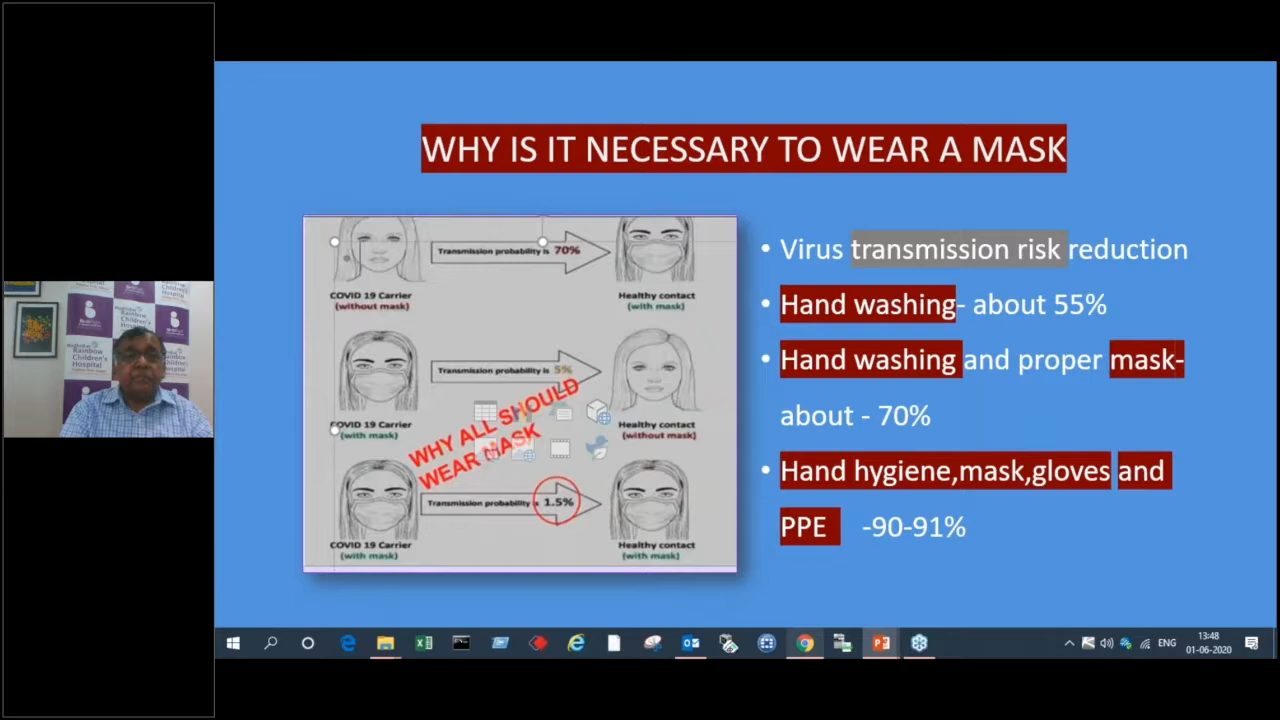 WHY IS IT NECESSARY TO WEAR A MASK
Transmission probability is 70%
COVID 19 Carrier
(without mask)
Healthy contact
(with mask)
Transmission probability is 5%
COVID 19 Carrier
(with mask)
Healthy contact
(without mask)
WHY ALL SHOULD
WEAR MASK
Transmission probability is 1.5%
COVID 19 Carrier
(with mask)
Healthy contact
(with mask)
• Virus transmission risk reduction
• Hand washing- about 55%
• Hand washing and proper mask-
about - 70%
• Hand hygiene,mask,gloves and
PPE -90-91%
Rainbow
Children's
Hospital
ENG
13:48
01-06-2020